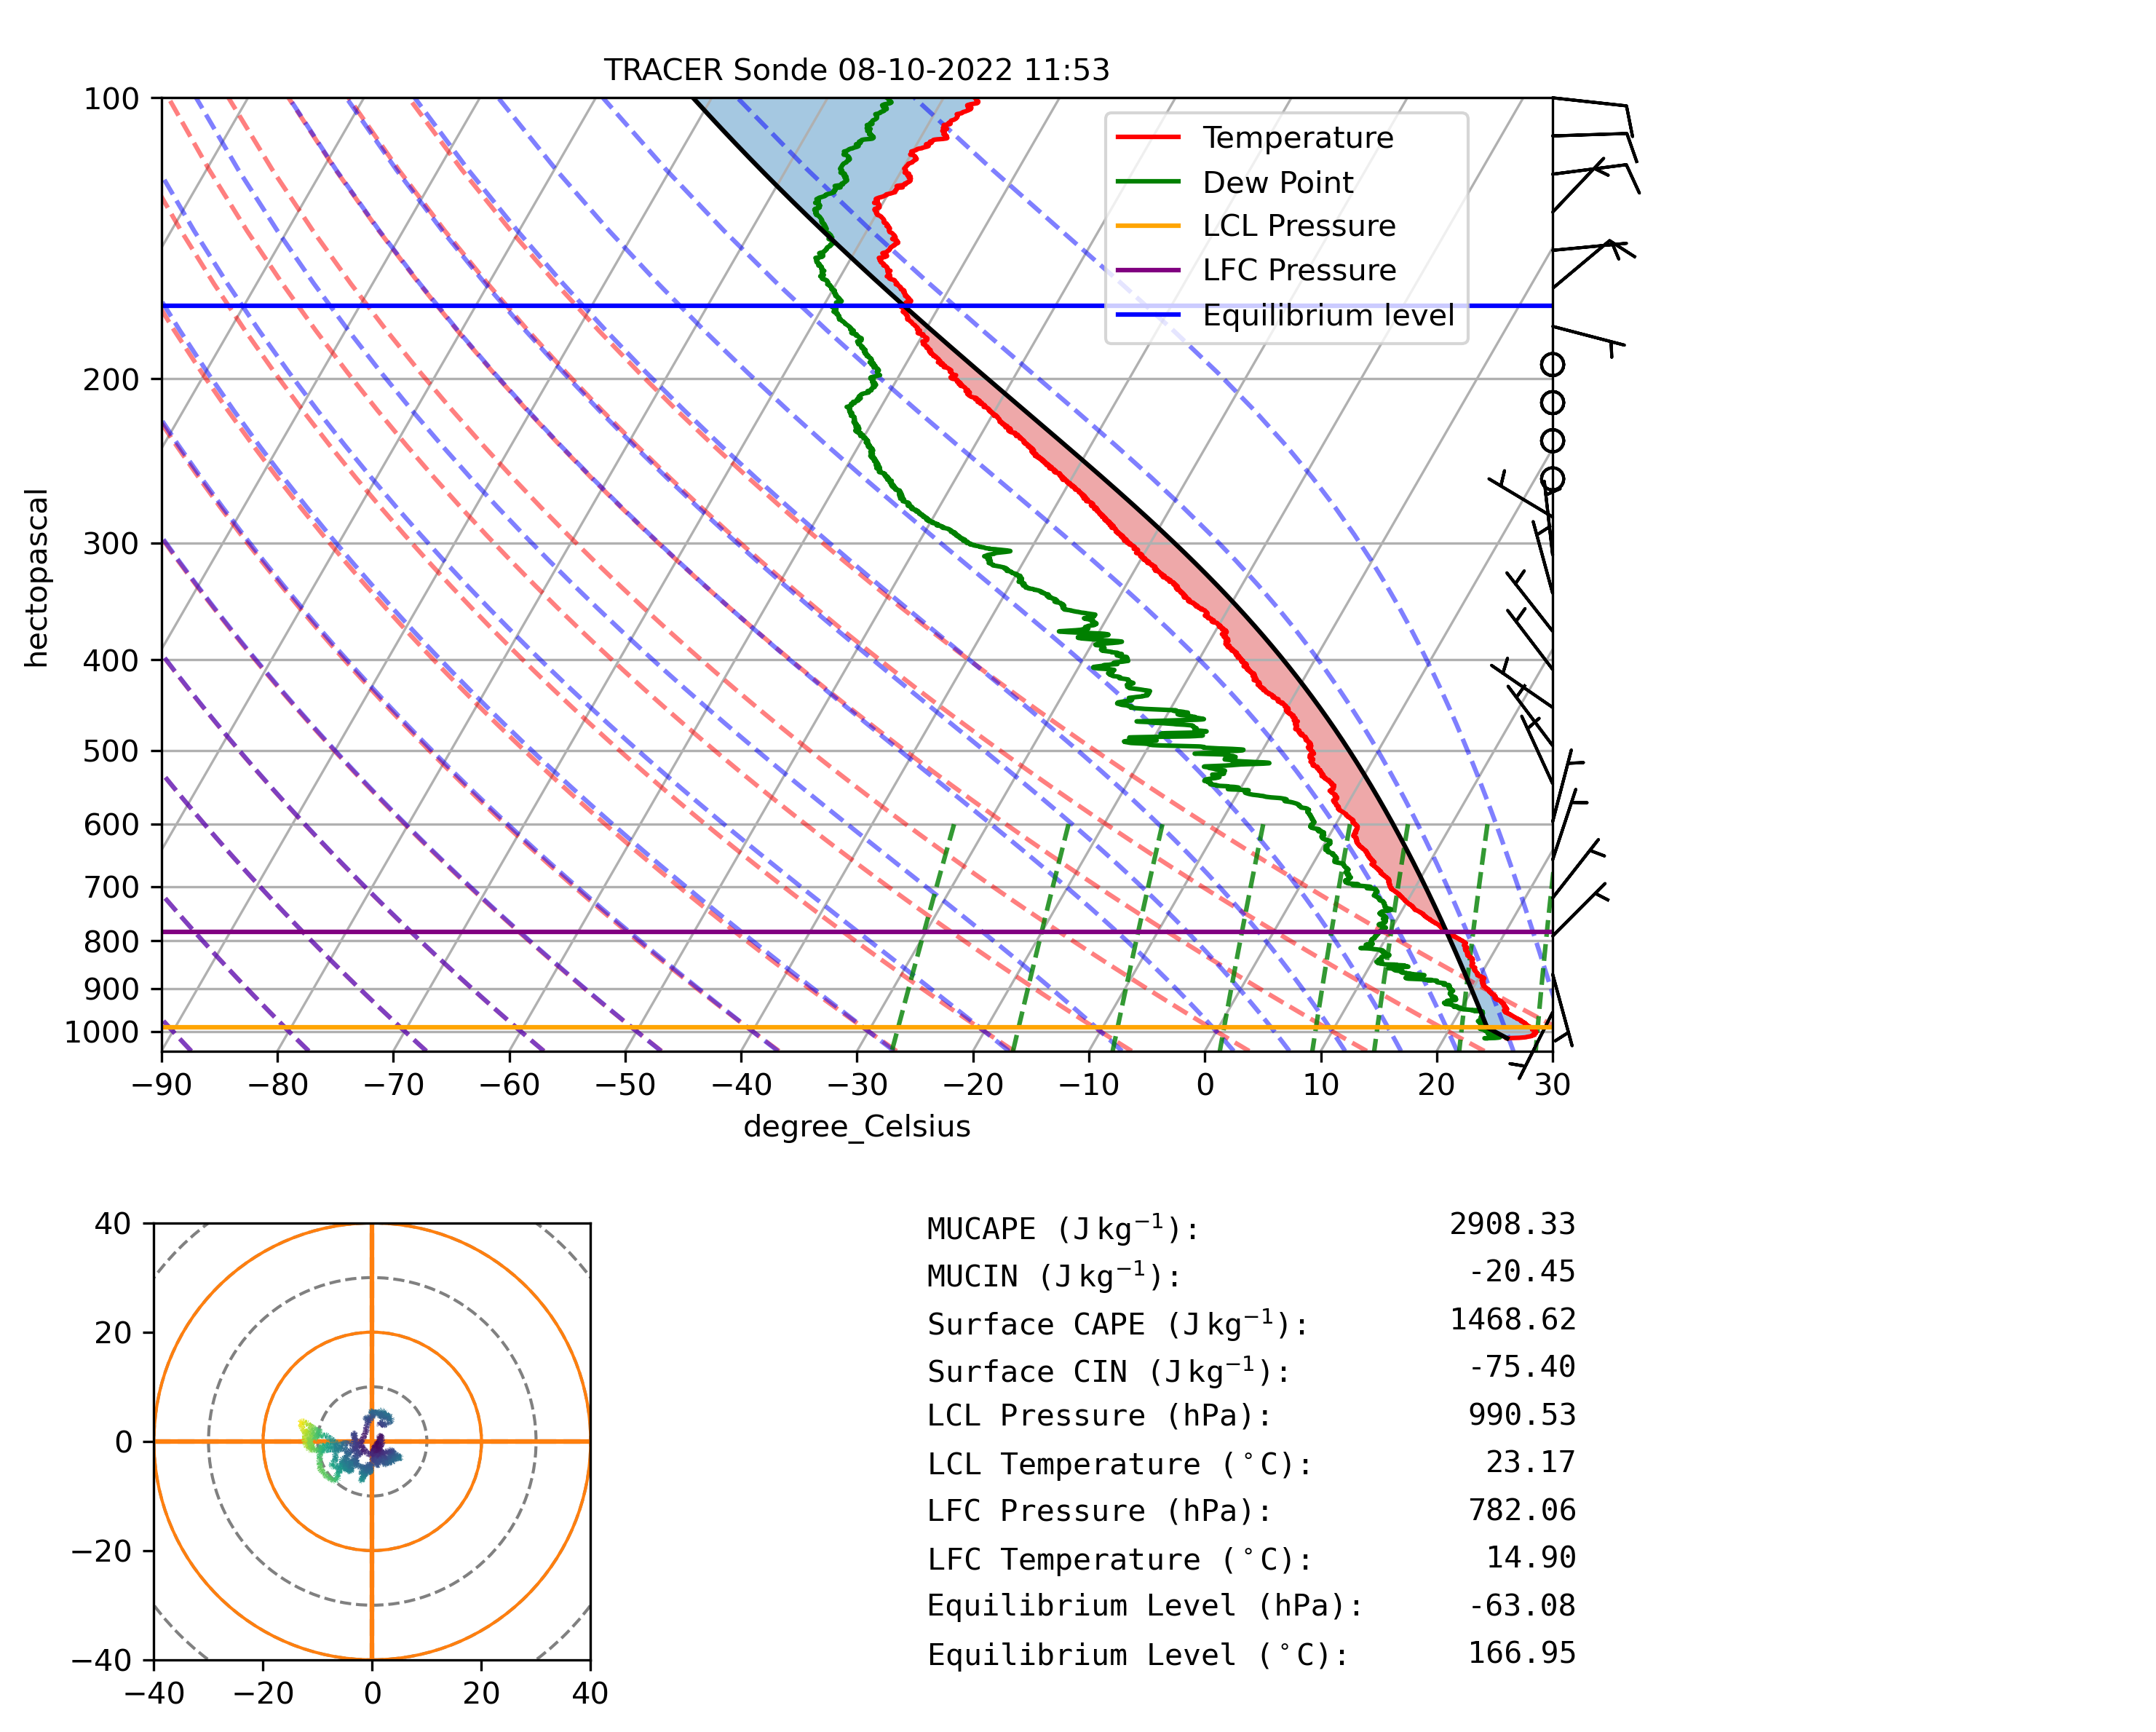 TRACER Sonde 08-10-2022 11:53
100
200
300
400
500
600
700
800
900
1000
hectopascal
Temperature
Dew Point
LCL Pressure
LFC Pressure
Equilibrium level
−90 −80 −70 −60 −50 −40 −30 −20 −10 0 10 20 30
degree_Celsius
40
20
0
−20
−40
−40 −20 0 20 40
MUCAPE (J kg⁻¹): 2908.33
MUCIN (J kg⁻¹): -20.45
Surface CAPE (J kg⁻¹): 1468.62
Surface CIN (J kg⁻¹): -75.40
LCL Pressure (hPa): 990.53
LCL Temperature (°C): 23.17
LFC Pressure (hPa): 782.06
LFC Temperature (°C): 14.90
Equilibrium Level (hPa): -63.08
Equilibrium Level (°C): 166.95